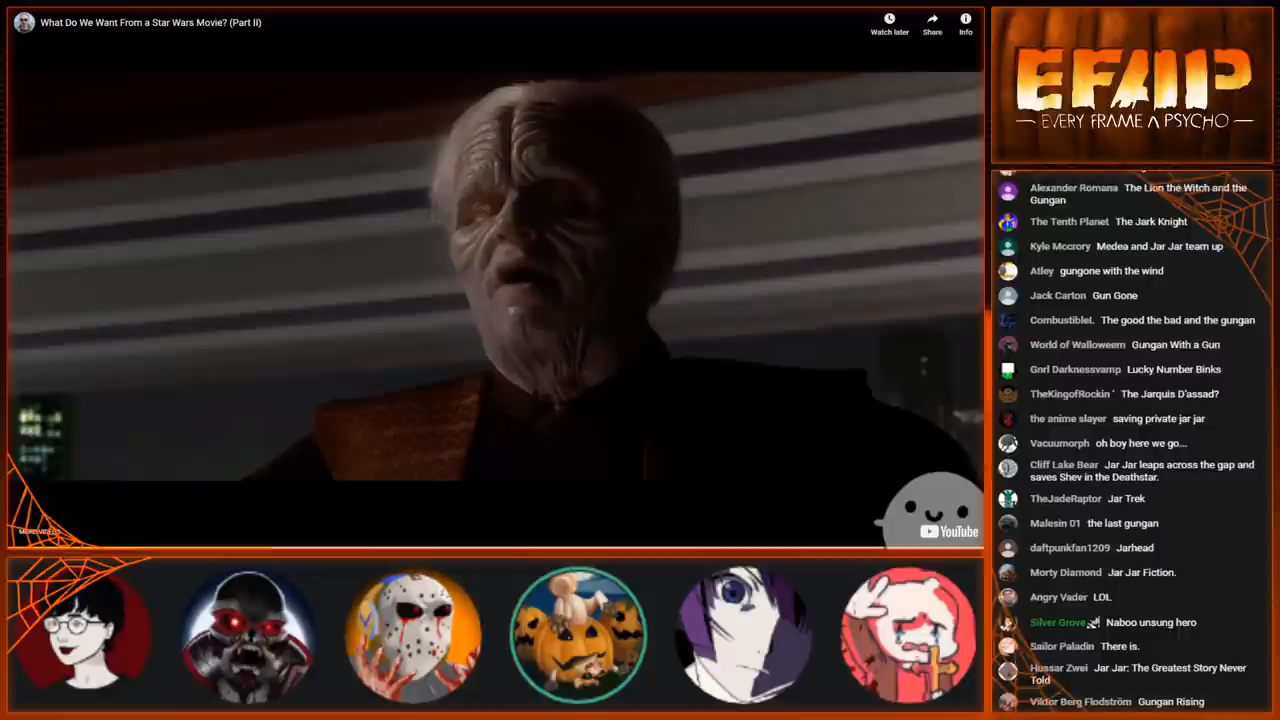 What Do We Want From a Star Wars Movie? (Part II)
Watch later
Share
Info
EFAP
EVERY FRAME A PSYCHO
Alexander Romana The Lion the Witch and the
Gungan
The Tenth Planet The Jark Knight
Kyle Mccrory Medea and Jar Jar team up
Atley gungone with the wind
Jack Carton Gun Gone
CombustibleL The good the bad and the gungan
World of Walloweem Gungan With a Gun
Gnrl Darknessvamp Lucky Number Binks
TheKingofRockin ' The Jarquis D'assad?
the anime slayer saving private jar jar
Vacuumorph oh boy here we go...
Cliff Lake Bear Jar Jar leaps across the gap and
saves Shev in the Deathstar.
TheJadeRaptor Jar Trek
Malesin 01 the last gungan
daftpunkfan1209 Jarhead
Morty Diamond Jar Jar Fiction.
Angry Vader LOL
Silver Grove Naboo unsung hero
Sailor Paladin There is.
Hussar Zwei Jar Jar: The Greatest Story Never
Told
Viktor Berg Flodström Gungan Rising
YouTube